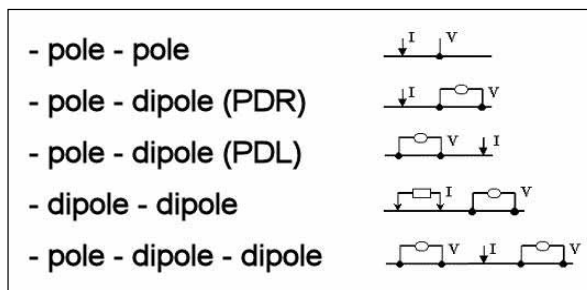 - pole - pole I V
- pole - dipole (PDR) I V
- pole - dipole (PDL) V I
- dipole - dipole I V
- pole - dipole - dipole V I V